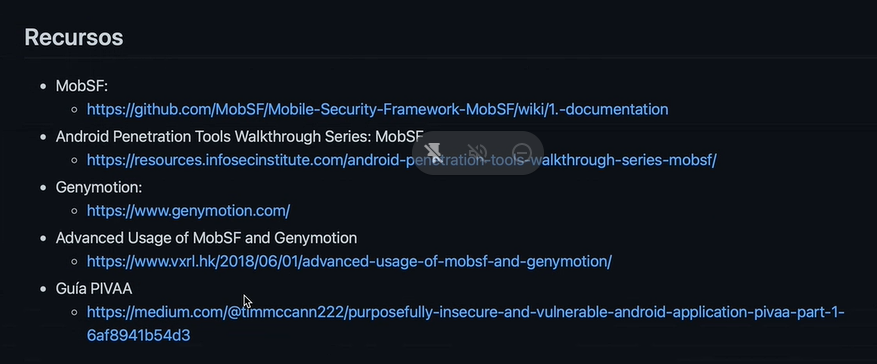 Recursos
MobSF:
https://github.com/MobSF/Mobile-Security-Framework-MobSF/wiki/1.-documentation
Android Penetration Tools Walkthrough Series: MobSF
https://resources.infosecinstitute.com/android-penetration-tools-walkthrough-series-mobsf/
Genymotion:
https://www.genymotion.com/
Advanced Usage of MobSF and Genymotion
https://www.vxrl.hk/2018/06/01/advanced-usage-of-mobsf-and-genymotion/
Guía PIVAA
https://medium.com/@timmccann222/purposefully-insecure-and-vulnerable-android-application-pivaa-part-1-
6af8941b54d3